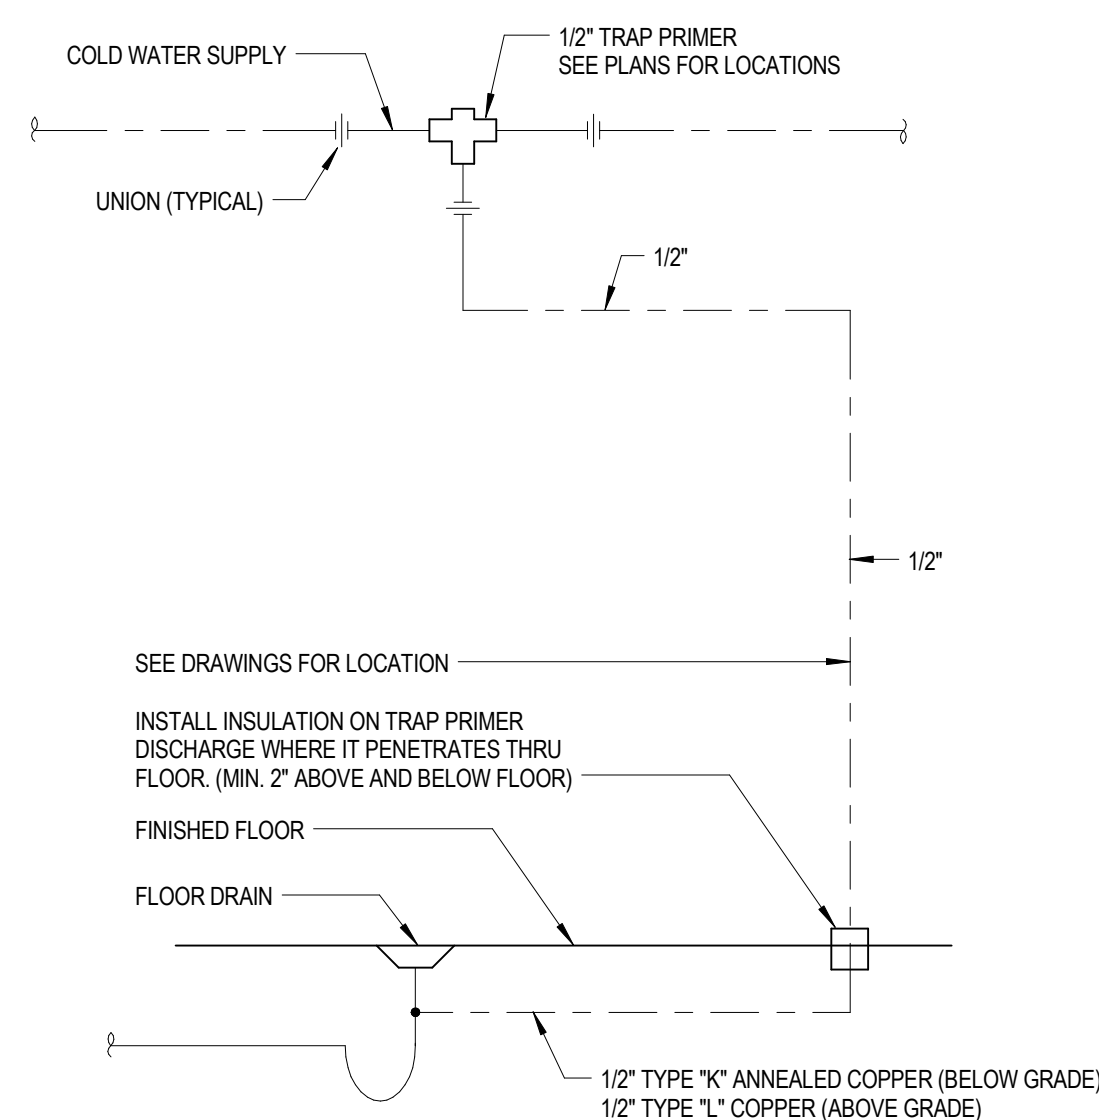 COLD WATER SUPPLY
1/2" TRAP PRIMER
SEE PLANS FOR LOCATIONS
UNION (TYPICAL)
1/2"
1/2"
SEE DRAWINGS FOR LOCATION
INSTALL INSULATION ON TRAP PRIMER
DISCHARGE WHERE IT PENETRATES THRU
FLOOR. (MIN. 2" ABOVE AND BELOW FLOOR)
FINISHED FLOOR
FLOOR DRAIN
1/2" TYPE "K" ANNEALED COPPER (BELOW GRADE)
1/2" TYPE "L" COPPER (ABOVE GRADE)